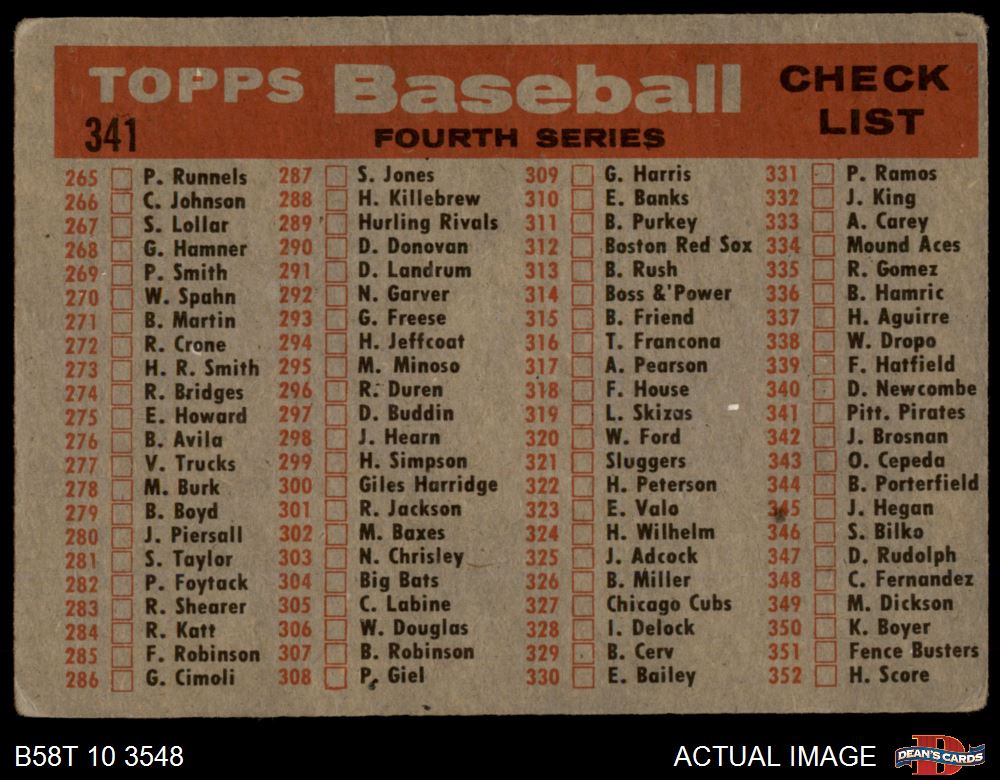 TOPPS Baseball CHECK LIST
341 FOURTH SERIES
265 P. Runnels
266 C. Johnson
267 S. Lollar
268 G. Hamner
269 P. Smith
270 W. Spahn
271 B. Martin
272 R. Crone
273 H. R. Smith
274 R. Bridges
275 E. Howard
276 B. Avila
277 V. Trucks
278 M. Burk
279 B. Boyd
280 J. Piersall
281 S. Taylor
282 P. Foytack
283 R. Shearer
284 R. Katt
285 F. Robinson
286 G. Cimoli
287 S. Jones
288 H. Killebrew
289 Hurling Rivals
290 D. Donovan
291 D. Landrum
292 N. Garver
293 G. Freese
294 H. Jeffcoat
295 M. Minoso
296 R. Duren
297 D. Buddin
298 J. Hearn
299 H. Simpson
300 Giles Harridge
301 R. Jackson
302 M. Baxes
303 N. Chrisley
304 Big Bats
305 C. Labine
306 W. Douglas
307 B. Robinson
308 P. Giel
309 G. Harris
310 E. Banks
311 B. Purkey
312 Boston Red Sox
313 B. Rush
314 Boss & Power
315 B. Friend
316 T. Francona
317 A. Pearson
318 F. House
319 L. Skizas
320 W. Ford
321 Sluggers
322 H. Peterson
323 E. Valo
324 H. Wilhelm
325 J. Adcock
326 B. Miller
327 Chicago Cubs
328 I. Delock
329 B. Cerv
330 E. Bailey
331 P. Ramos
332 J. King
333 A. Carey
334 Mound Aces
335 R. Gomez
336 B. Hamric
337 H. Aguirre
338 W. Dropo
339 F. Hatfield
340 D. Newcombe
341 Pitt. Pirates
342 J. Brosnan
343 O. Cepeda
344 B. Porterfield
345 J. Hegan
346 S. Bilko
347 D. Rudolph
348 C. Fernandez
349 M. Dickson
350 K. Boyer
351 Fence Busters
352 H. Score
B58T 10 3548 ACTUAL IMAGE DEAN'S CARDS